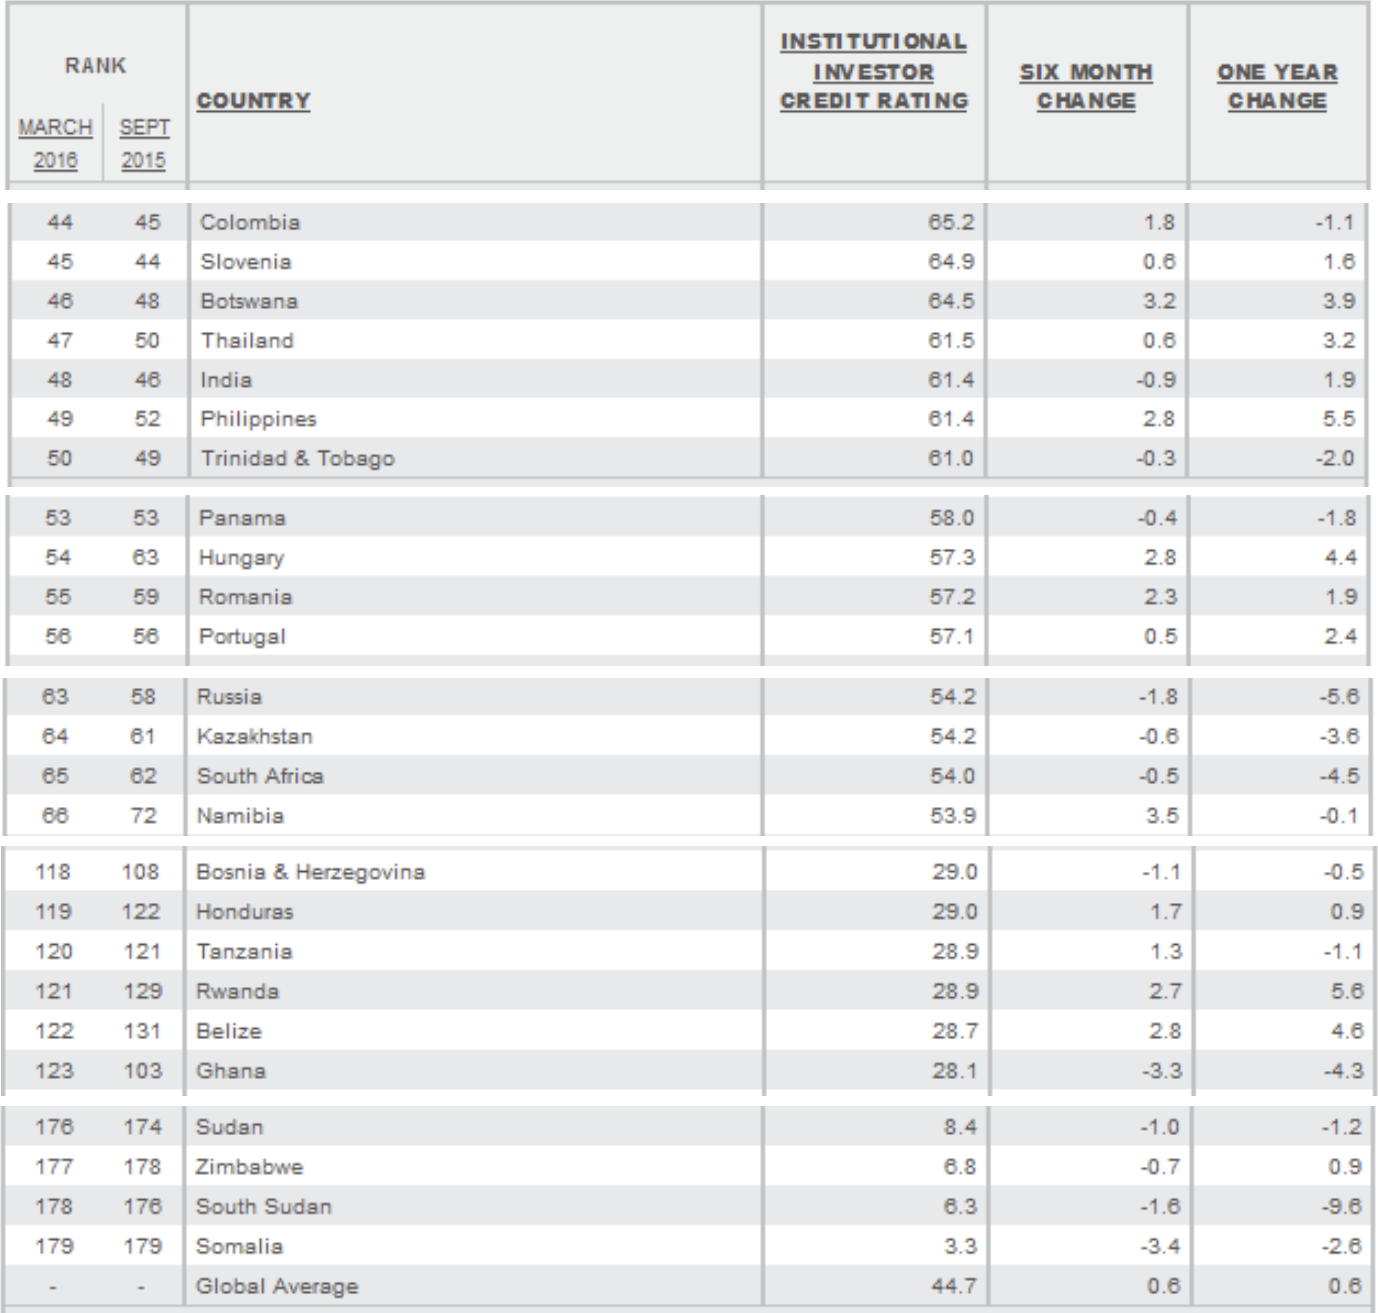 RANK
MARCH 2016
SEPT 2015
COUNTRY
INSTITUTIONAL INVESTOR CREDIT RATING
SIX MONTH CHANGE
ONE YEAR CHANGE
44 45 Colombia 65.2 1.8 -1.1
45 44 Slovenia 64.9 0.6 1.6
46 48 Botswana 64.5 3.2 3.9
47 50 Thailand 61.5 0.6 3.2
48 46 India 61.4 -0.9 1.9
49 52 Philippines 61.4 2.8 5.5
50 49 Trinidad & Tobago 61.0 -0.3 -2.0
53 53 Panama 58.0 -0.4 -1.8
54 63 Hungary 57.3 2.8 4.4
55 59 Romania 57.2 2.3 1.9
56 56 Portugal 57.1 0.5 2.4
63 58 Russia 54.2 -1.8 -5.6
64 61 Kazakhstan 54.2 -0.6 -3.6
65 62 South Africa 54.0 -0.5 -4.5
66 72 Namibia 53.9 3.5 -0.1
118 108 Bosnia & Herzegovina 29.0 -1.1 -0.5
119 122 Honduras 29.0 1.7 0.9
120 121 Tanzania 28.9 1.3 -1.1
121 129 Rwanda 28.9 2.7 5.6
122 131 Belize 28.7 2.8 4.6
123 103 Ghana 28.1 -3.3 -4.3
176 174 Sudan 8.4 -1.0 -1.2
177 178 Zimbabwe 6.8 -0.7 0.9
178 176 South Sudan 6.3 -1.6 -9.6
179 179 Somalia 3.3 -3.4 -2.6
- - Global Average 44.7 0.6 0.6